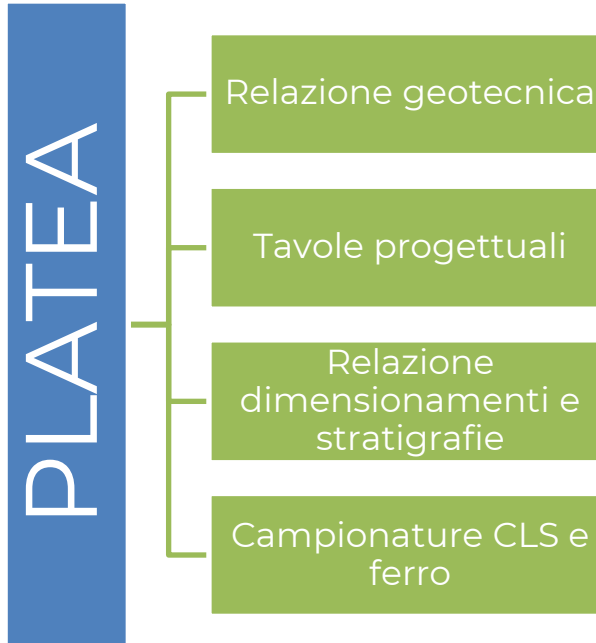 PLATEA
Relazione geotecnica
Tavole progettuali
Relazione
dimensionamenti e
stratigrafie
Campionature CLS e
ferro